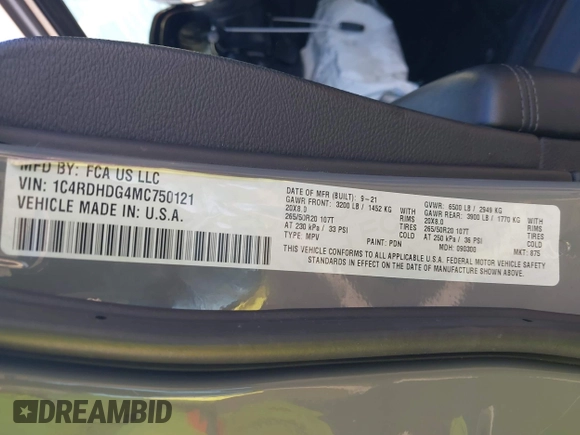 MFD BY: FCA US LLC
VIN: 1C4RDHDG4MC750121
VEHICLE MADE IN: U.S.A.
DATE OF MFR (BUILT): 9-21 GVWR: 6500 LB / 2949 KG
GAWR FRONT: 3200 LB / 1452 KG WITH GAWR REAR: 3900 LB / 1770 KG WITH
20X8.0 RIMS 20X8.0 RIMS
265/50R20 107T TIRES 265/50R20 107T TIRES
AT 230 kPa / 33 PSI COLD AT 250 kPa / 36 PSI COLD
TYPE: MPV PAINT: PDN MDH: 090300 MKT: 875
THIS VEHICLE CONFORMS TO ALL APPLICABLE U.S.A. FEDERAL MOTOR VEHICLE SAFETY
STANDARDS IN EFFECT ON THE DATE OF MANUFACTURE SHOWN ABOVE.
DREAMBID